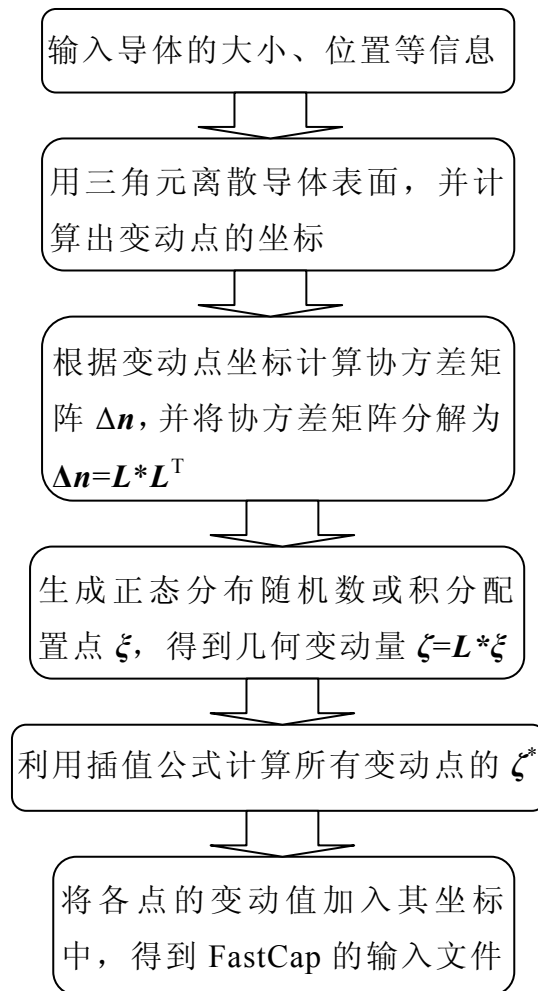 输入导体的大小、位置等信息
用三角元离散导体表面，并计
算出变动点的坐标
根据变动点坐标计算协方差矩
阵 Δn，并将协方差矩阵分解为
Δn=L*Lᵀ
生成正态分布随机数或积分配
置点 ξ，得到几何变动量 ζ=L*ξ
利用插值公式计算所有变动点的 ζ*
将各点的变动值加入其坐标
中，得到 FastCap 的输入文件